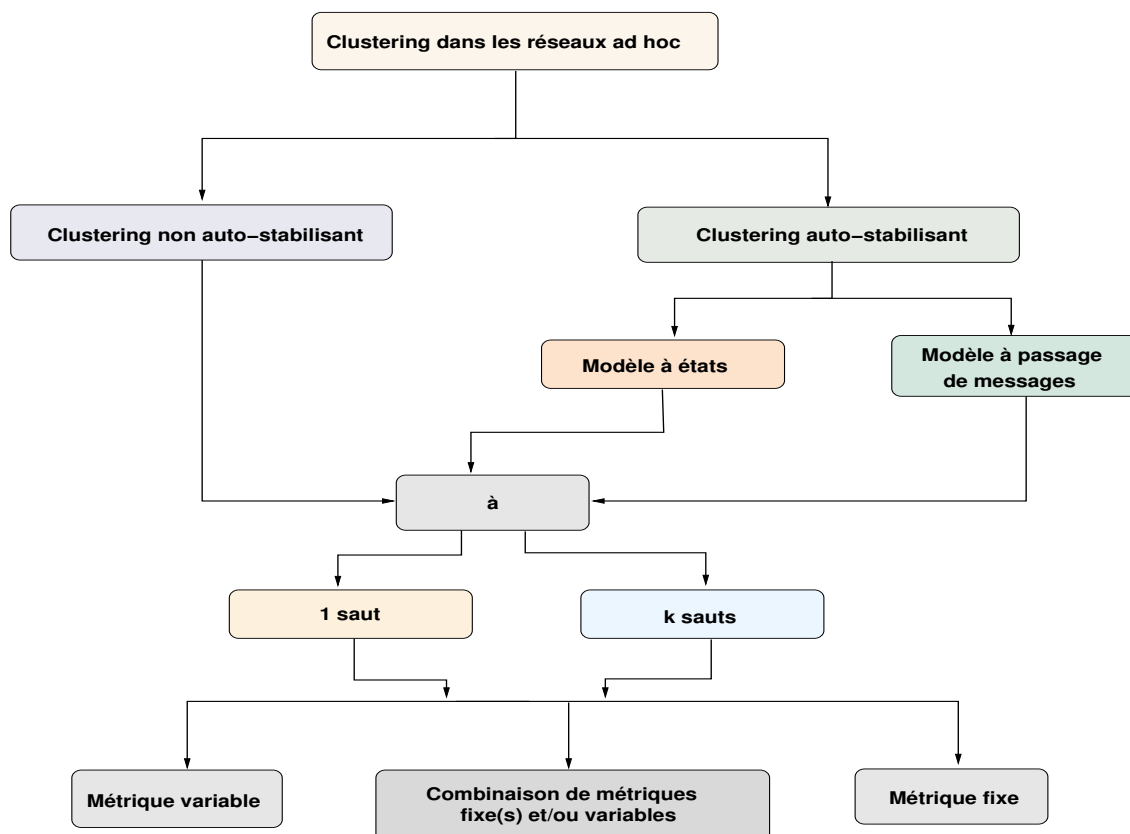 Clustering dans les réseaux ad hoc
Clustering non auto−stabilisant
Clustering auto−stabilisant
Modèle à états
Modèle à passage
de messages
à
1 saut
k sauts
Métrique variable
Combinaison de métriques
fixe(s) et/ou variables
Métrique fixe